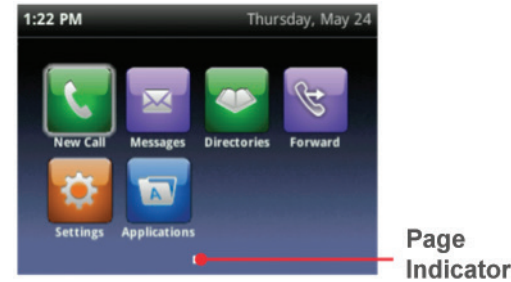 1:22 PM Thursday, May 24
New Call Messages Directories Forward
A
Settings Applications
Page
Indicator